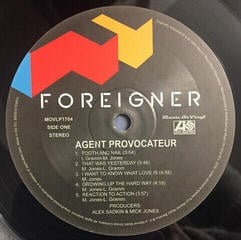 FOREIGNER
MOVLP1704
SIDE ONE
STEREO
Music On Vinyl
AGENT PROVOCATEUR
1. TOOTH AND NAIL (3:54)
L. Gramm-M. Jones
2. THAT WAS YESTERDAY (3:46)
M. Jones-L. Gramm
3. I WANT TO KNOW WHAT LOVE IS (4:58)
M. Jones
4. GROWING UP THE HARD WAY (4:18)
M. Jones-L. Gramm
5. REACTION TO ACTION (3:57)
M. Jones-L. Gramm
PRODUCERS:
ALEX SADKIN & MICK JONES